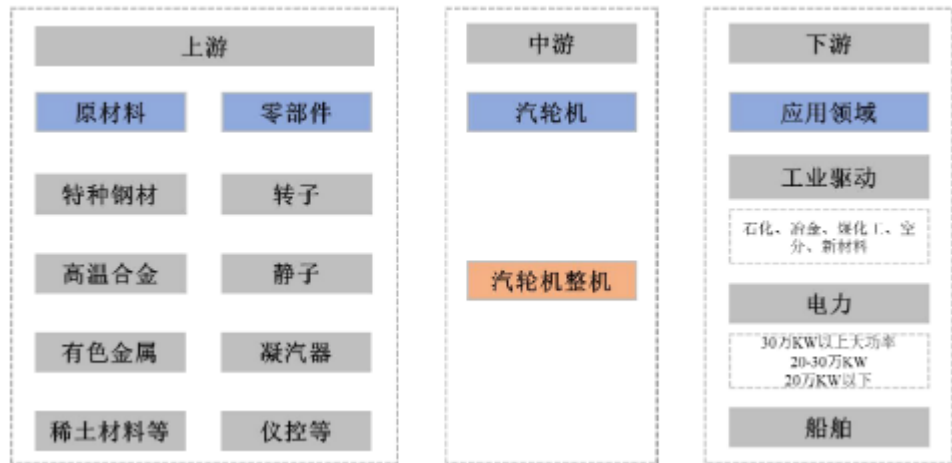 上游
原材料
零部件
特种钢材
转子
高温合金
静子
有色金属
凝汽器
稀土材料等
仪控等
中游
汽轮机
汽轮机整机
下游
应用领域
工业驱动
石化、冶金、煤化工、空
分、新材料
电力
30万KW以上大功率
20-30万KW
20万KW以下
船舶